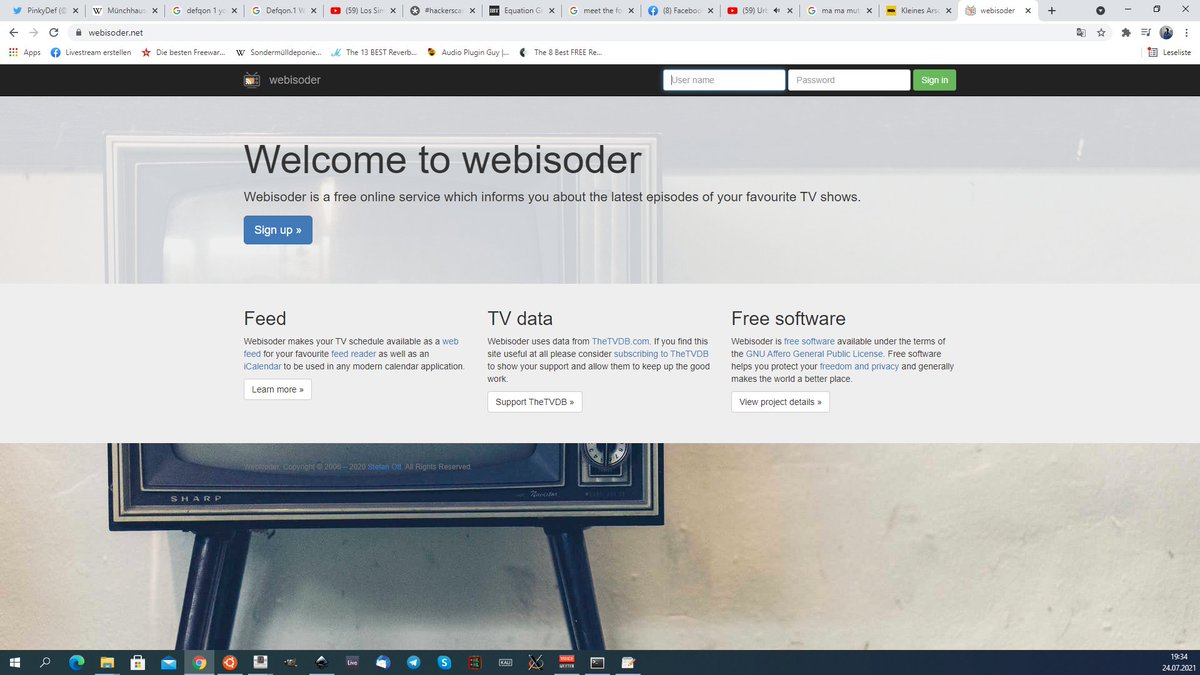 PinkyDef (@
Münchhaus
defqon 1 yo
Defqon.1 W
(59) Los Sin
#hackersca
Equation G
meet the fo
(8) Faceboo
(59) Urb
ma ma mut
Kleines Arsc
webisoder
webisoder.net
Apps
Livestream erstellen
Die besten Freewar...
Sondermülldeponie...
The 13 BEST Reverb...
Audio Plugin Guy |...
The 8 Best FREE Re...
Leseliste
webisoder
User name
Password
Sign in
Welcome to webisoder
Webisoder is a free online service which informs you about the latest episodes of your favourite TV shows.
Sign up »
Feed
Webisoder makes your TV schedule available as a web
feed for your favourite feed reader as well as an
iCalendar to be used in any modern calendar application.
Learn more »
TV data
Webisoder uses data from TheTVDB.com. If you find this
site useful at all please consider subscribing to TheTVDB
to show your support and allow them to keep up the good
work.
Support TheTVDB »
Free software
Webisoder is free software available under the terms of
the GNU Affero General Public License. Free software
helps you protect your freedom and privacy and generally
makes the world a better place.
View project details »
Webisoder, Copyright © 2006 – 2020 Stefan Ott. All Rights Reserved.
SHARP
Live
KALI
19:34
24.07.2021